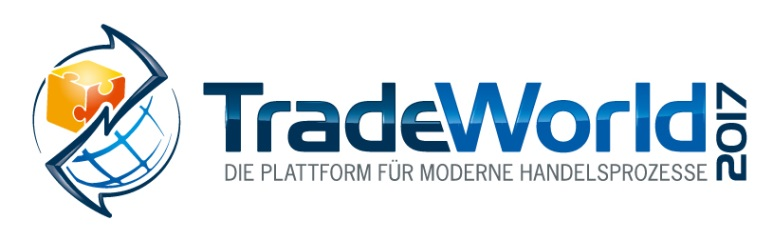 TradeWorld 2017
DIE PLATTFORM FÜR MODERNE HANDELSPROZESSE